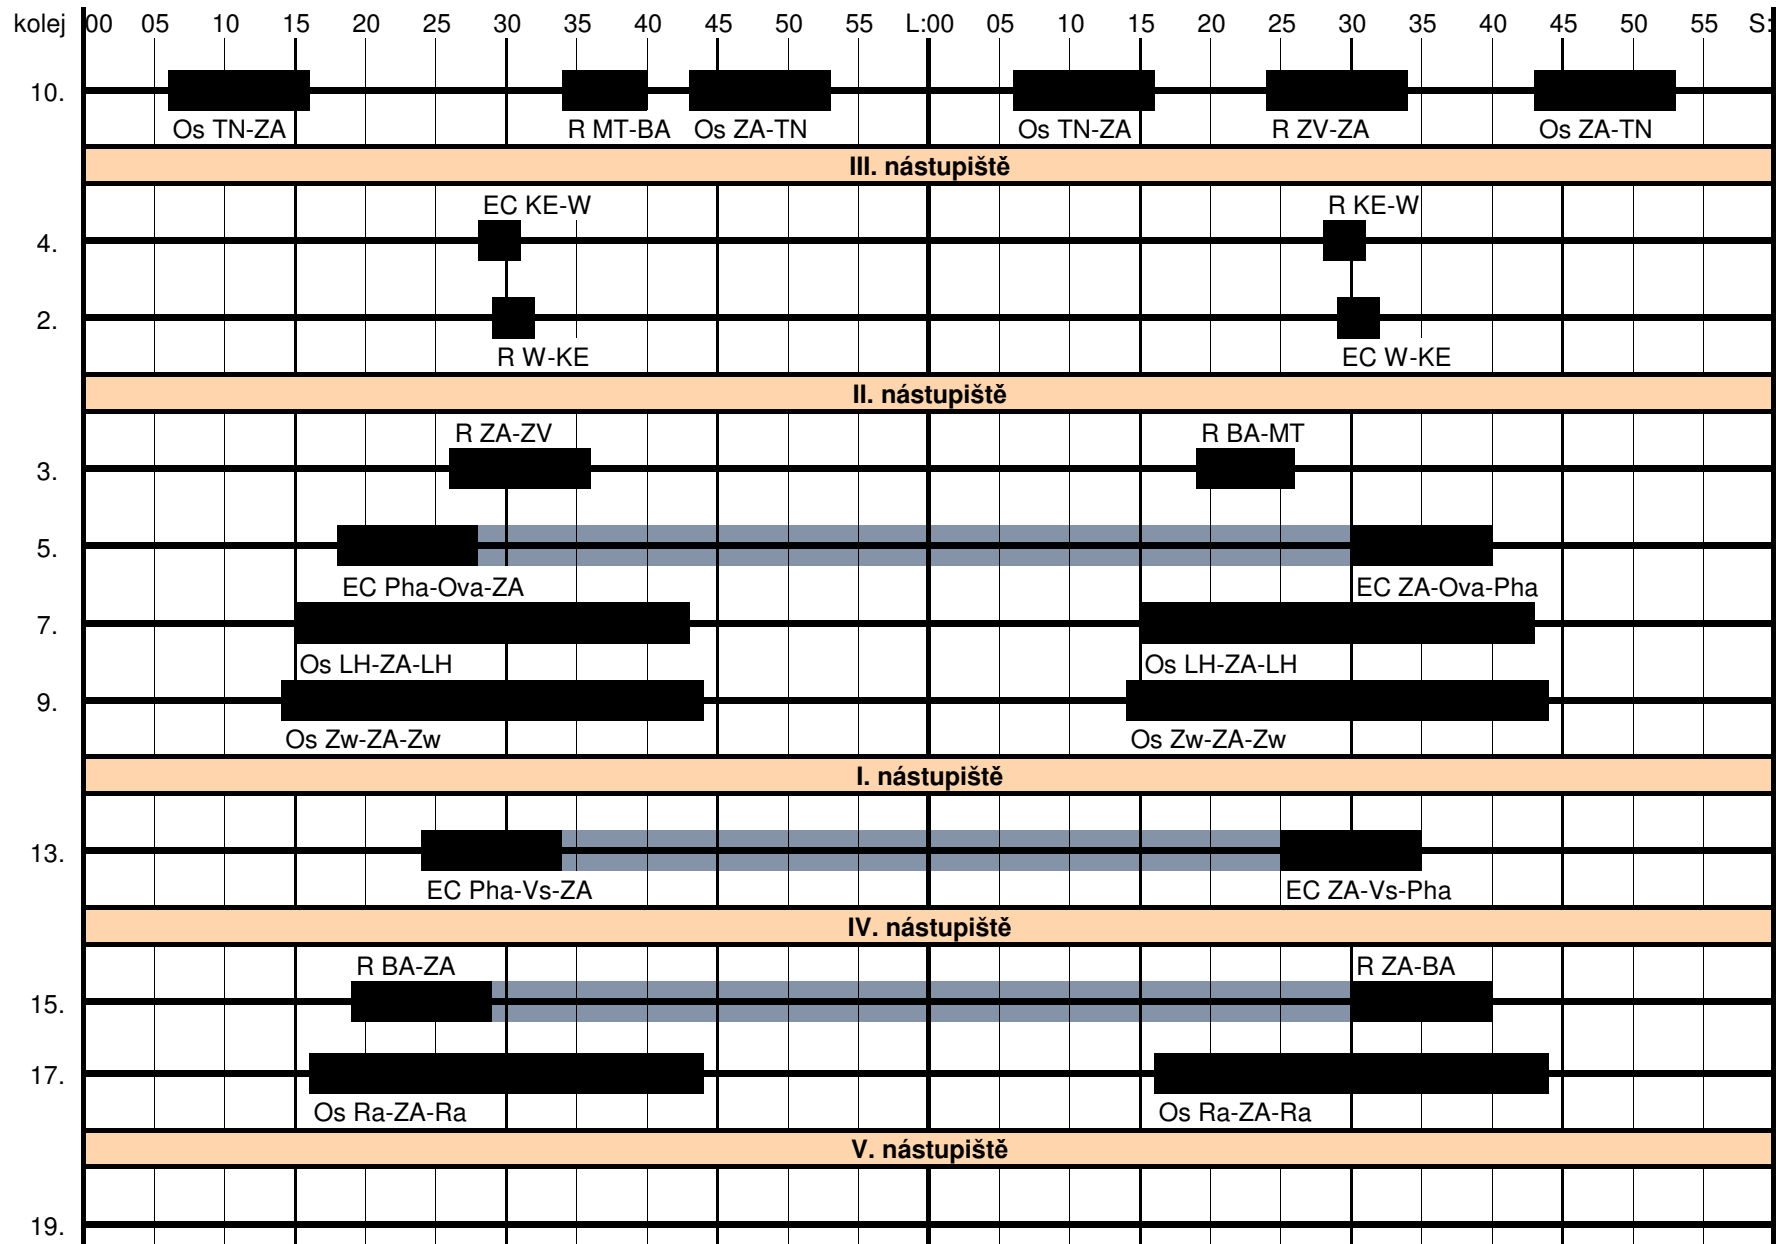 kolej 00 05 10 15 20 25 30 35 40 45 50 55 L:00 05 10 15 20 25 30 35 40 45 50 55 S:
10.
Os TN-ZA R MT-BA Os ZA-TN Os TN-ZA R ZV-ZA Os ZA-TN
III. nástupiště
EC KE-W R KE-W
4.
2.
R W-KE EC W-KE
II. nástupiště
R ZA-ZV R BA-MT
3.
5.
EC Pha-Ova-ZA EC ZA-Ova-Pha
7.
Os LH-ZA-LH Os LH-ZA-LH
9.
Os Zw-ZA-Zw Os Zw-ZA-Zw
I. nástupiště
13.
EC Pha-Vs-ZA EC ZA-Vs-Pha
IV. nástupiště
R BA-ZA R ZA-BA
15.
17.
Os Ra-ZA-Ra Os Ra-ZA-Ra
V. nástupiště
19.